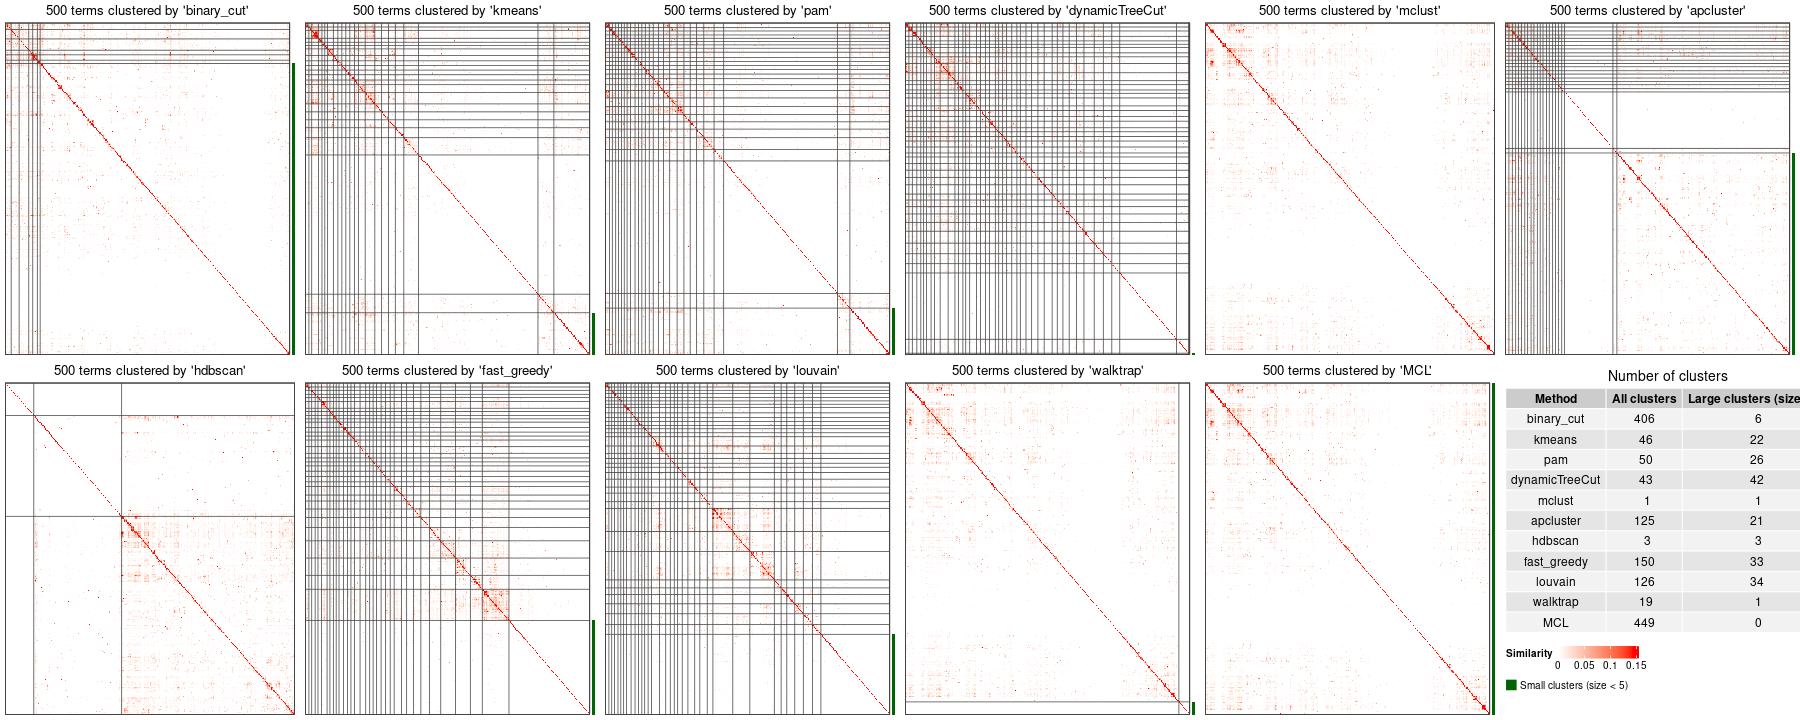 500 terms clustered by 'binary_cut'
500 terms clustered by 'kmeans'
500 terms clustered by 'pam'
500 terms clustered by 'dynamicTreeCut'
500 terms clustered by 'mclust'
500 terms clustered by 'apcluster'
500 terms clustered by 'hdbscan'
500 terms clustered by 'fast_greedy'
500 terms clustered by 'louvain'
500 terms clustered by 'walktrap'
500 terms clustered by 'MCL'
Number of clusters
Method All clusters Large clusters (size
binary_cut 406 6
kmeans 46 22
pam 50 26
dynamicTreeCut 43 42
mclust 1 1
apcluster 125 21
hdbscan 3 3
fast_greedy 150 33
louvain 126 34
walktrap 19 1
MCL 449 0
Similarity
0 0.05 0.1 0.15
Small clusters (size < 5)